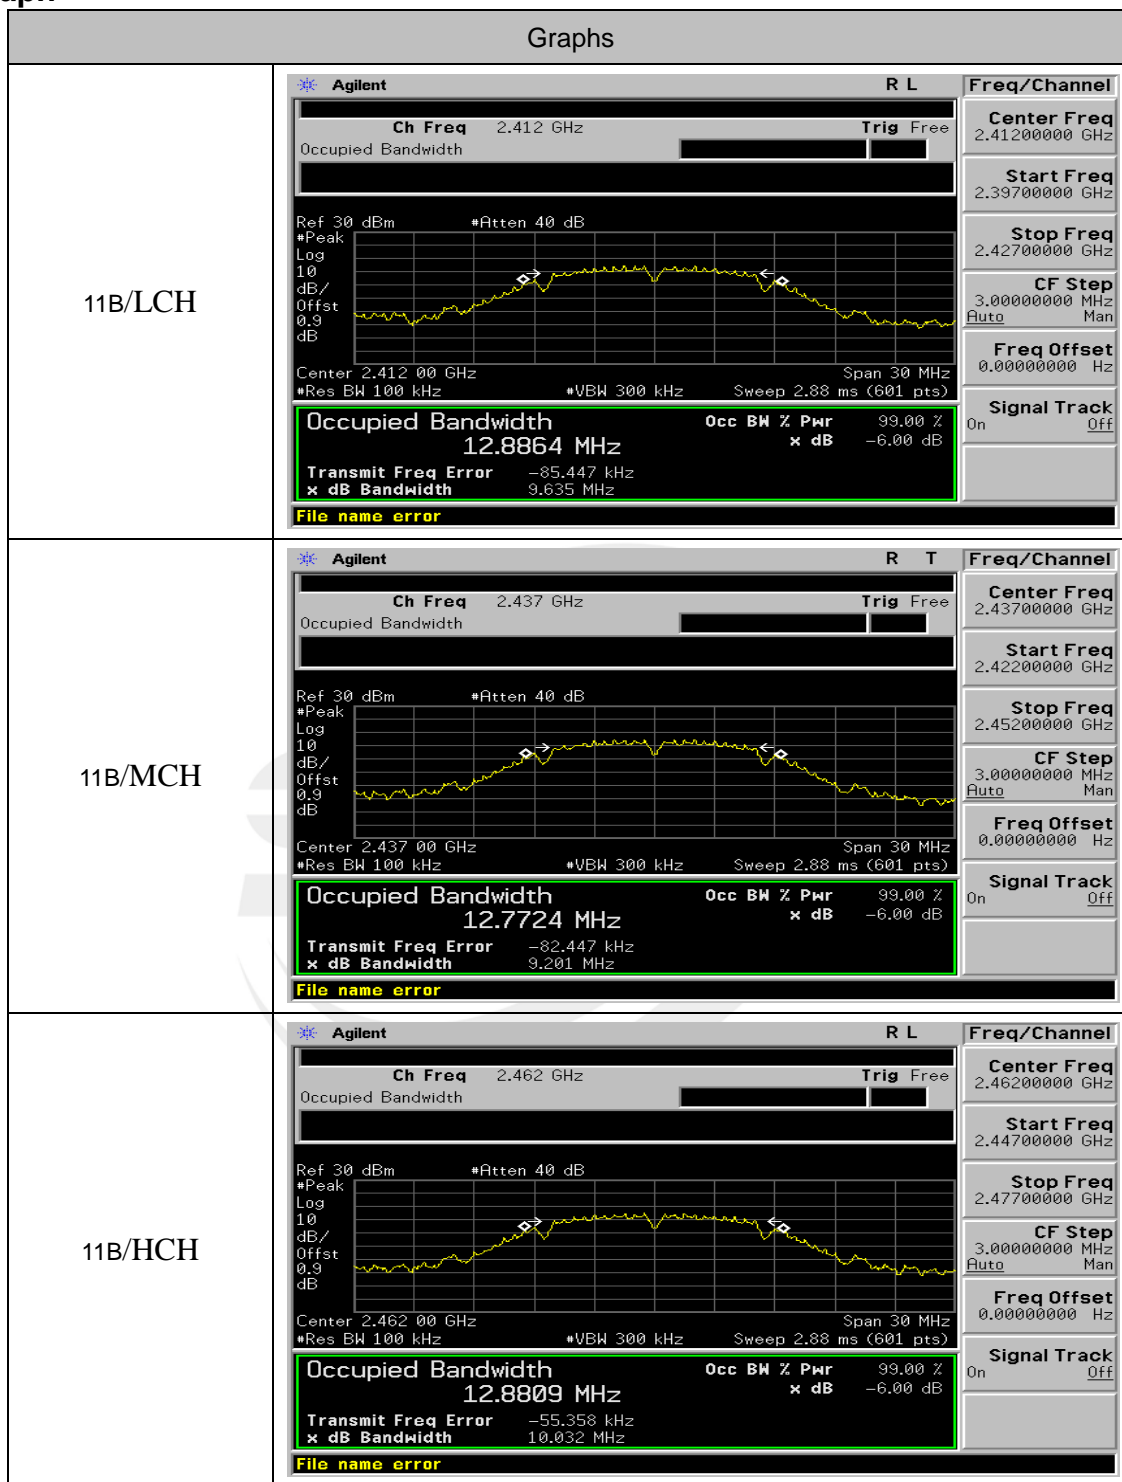 Graphs
11B/LCH
Agilent R L Freq/Channel
Ch Freq 2.412 GHz Trig Free
Occupied Bandwidth
Center Freq
2.41200000 GHz
Start Freq
2.39700000 GHz
Stop Freq
2.42700000 GHz
CF Step
3.00000000 MHz
Auto Man
Freq Offset
0.00000000 Hz
Signal Track
On Off
Ref 30 dBm #Atten 40 dB
#Peak
Log
10
dB/
Offst
0.9
dB
Center 2.412 00 GHz Span 30 MHz
#Res BW 100 kHz #VBW 300 kHz Sweep 2.88 ms (601 pts)
Occupied Bandwidth Occ BW % Pwr 99.00 %
12.8864 MHz x dB -6.00 dB
Transmit Freq Error -85.447 kHz
x dB Bandwidth 9.635 MHz
File name error
11B/MCH
Agilent R T Freq/Channel
Ch Freq 2.437 GHz Trig Free
Occupied Bandwidth
Center Freq
2.43700000 GHz
Start Freq
2.42200000 GHz
Stop Freq
2.45200000 GHz
CF Step
3.00000000 MHz
Auto Man
Freq Offset
0.00000000 Hz
Signal Track
On Off
Ref 30 dBm #Atten 40 dB
#Peak
Log
10
dB/
Offst
0.9
dB
Center 2.437 00 GHz Span 30 MHz
#Res BW 100 kHz #VBW 300 kHz Sweep 2.88 ms (601 pts)
Occupied Bandwidth Occ BW % Pwr 99.00 %
12.7724 MHz x dB -6.00 dB
Transmit Freq Error -82.447 kHz
x dB Bandwidth 9.201 MHz
File name error
11B/HCH
Agilent R L Freq/Channel
Ch Freq 2.462 GHz Trig Free
Occupied Bandwidth
Center Freq
2.46200000 GHz
Start Freq
2.44700000 GHz
Stop Freq
2.47700000 GHz
CF Step
3.00000000 MHz
Auto Man
Freq Offset
0.00000000 Hz
Signal Track
On Off
Ref 30 dBm #Atten 40 dB
#Peak
Log
10
dB/
Offst
0.9
dB
Center 2.462 00 GHz Span 30 MHz
#Res BW 100 kHz #VBW 300 kHz Sweep 2.88 ms (601 pts)
Occupied Bandwidth Occ BW % Pwr 99.00 %
12.8809 MHz x dB -6.00 dB
Transmit Freq Error -55.358 kHz
x dB Bandwidth 10.032 MHz
File name error